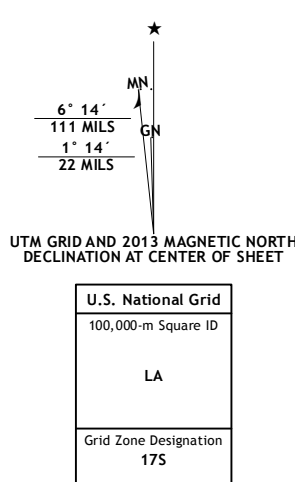 ★
MN
6° 14´
111 MILS
GN
1° 14´
22 MILS
UTM GRID AND 2013 MAGNETIC NORTH
DECLINATION AT CENTER OF SHEET
U.S. National Grid
100,000-m Square ID
LA
Grid Zone Designation
17S